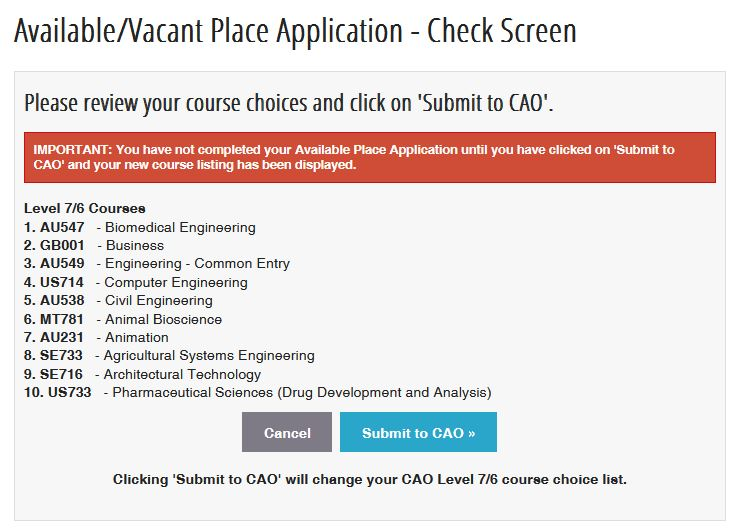 Available/Vacant Place Application - Check Screen
Please review your course choices and click on 'Submit to CAO'.
IMPORTANT: You have not completed your Available Place Application until you have clicked on 'Submit to
CAO' and your new course listing has been displayed.
Level 7/6 Courses
1. AU547 - Biomedical Engineering
2. GB001 - Business
3. AU549 - Engineering - Common Entry
4. US714 - Computer Engineering
5. AU538 - Civil Engineering
6. MT781 - Animal Bioscience
7. AU231 - Animation
8. SE733 - Agricultural Systems Engineering
9. SE716 - Architectural Technology
10. US733 - Pharmaceutical Sciences (Drug Development and Analysis)
Cancel Submit to CAO »
Clicking 'Submit to CAO' will change your CAO Level 7/6 course choice list.